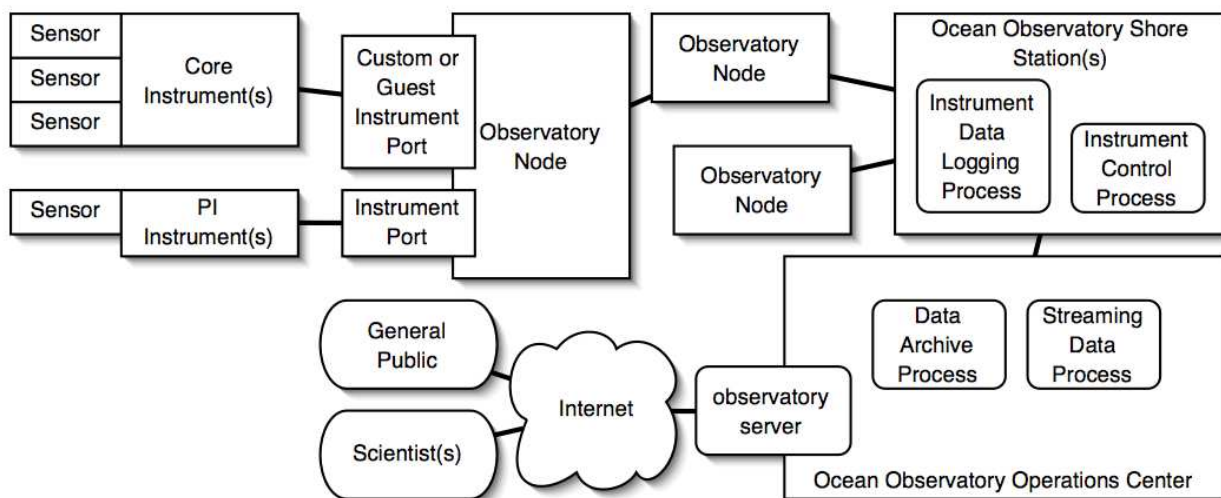 Sensor
Sensor
Sensor
Core
Instrument(s)
Custom or
Guest
Instrument
Port
Observatory
Node
Observatory
Node
Ocean Observatory Shore
Station(s)
Instrument
Data
Logging
Process
Instrument
Control
Process
Observatory
Node
Sensor
PI
Instrument(s)
Instrument
Port
General
Public
Scientist(s)
Internet
observatory
server
Data
Archive
Process
Streaming
Data
Process
Ocean Observatory Operations Center